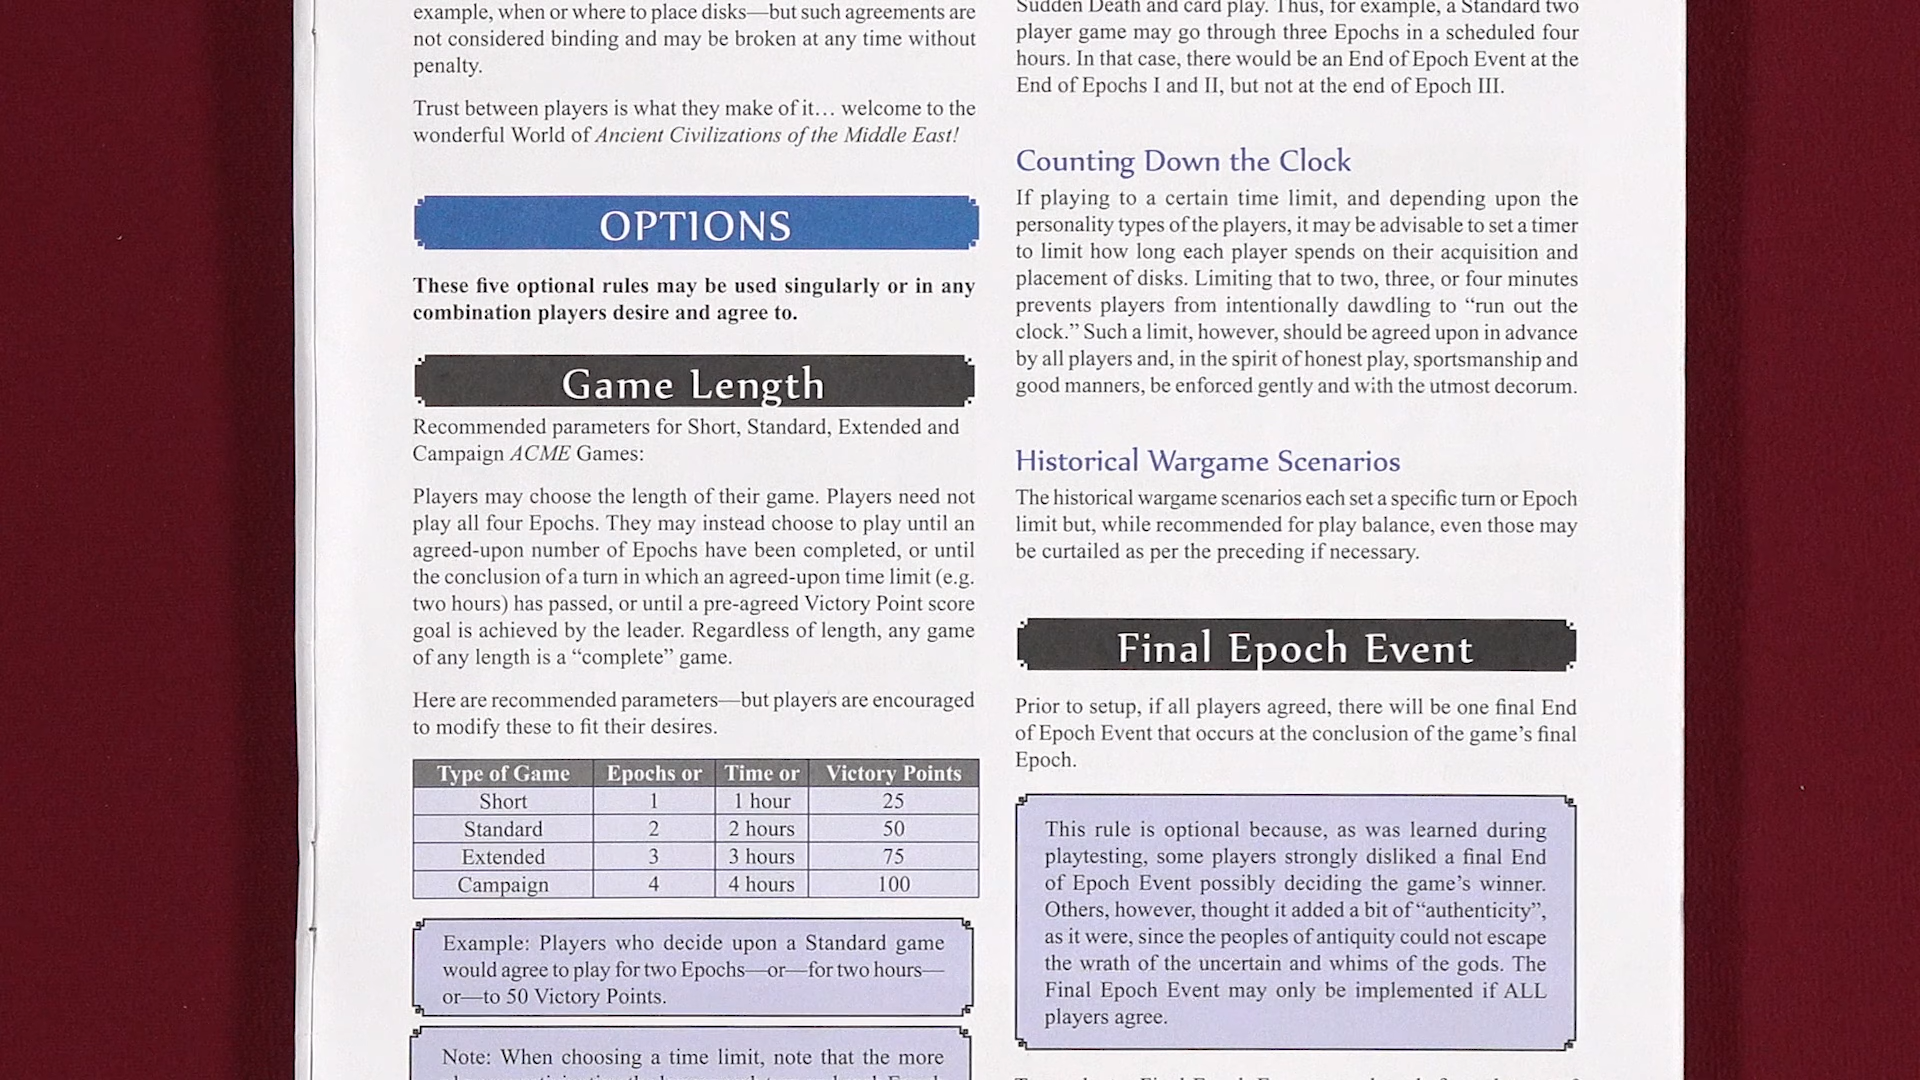 example, when or where to place disks—but such agreements are
not considered binding and may be broken at any time without
penalty.
Trust between players is what they make of it… welcome to the
wonderful World of Ancient Civilizations of the Middle East!
OPTIONS
These five optional rules may be used singularly or in any
combination players desire and agree to.
Game Length
Recommended parameters for Short, Standard, Extended and
Campaign ACME Games:
Players may choose the length of their game. Players need not
play all four Epochs. They may instead choose to play until an
agreed-upon number of Epochs have been completed, or until
the conclusion of a turn in which an agreed-upon time limit (e.g.
two hours) has passed, or until a pre-agreed Victory Point score
goal is achieved by the leader. Regardless of length, any game
of any length is a “complete” game.
Here are recommended parameters—but players are encouraged
to modify these to fit their desires.
Type of Game Epochs or Time or Victory Points
Short 1 1 hour 25
Standard 2 2 hours 50
Extended 3 3 hours 75
Campaign 4 4 hours 100
Example: Players who decide upon a Standard game
would agree to play for two Epochs—or—for two hours—
or—to 50 Victory Points.
Note: When choosing a time limit, note that the more
Sudden Death and card play. Thus, for example, a Standard two
player game may go through three Epochs in a scheduled four
hours. In that case, there would be an End of Epoch Event at the
End of Epochs I and II, but not at the end of Epoch III.
Counting Down the Clock
If playing to a certain time limit, and depending upon the
personality types of the players, it may be advisable to set a timer
to limit how long each player spends on their acquisition and
placement of disks. Limiting that to two, three, or four minutes
prevents players from intentionally dawdling to “run out the
clock.” Such a limit, however, should be agreed upon in advance
by all players and, in the spirit of honest play, sportsmanship and
good manners, be enforced gently and with the utmost decorum.
Historical Wargame Scenarios
The historical wargame scenarios each set a specific turn or Epoch
limit but, while recommended for play balance, even those may
be curtailed as per the preceding if necessary.
Final Epoch Event
Prior to setup, if all players agreed, there will be one final End
of Epoch Event that occurs at the conclusion of the game’s final
Epoch.
This rule is optional because, as was learned during
playtesting, some players strongly disliked a final End
of Epoch Event possibly deciding the game’s winner.
Others, however, thought it added a bit of “authenticity”,
as it were, since the peoples of antiquity could not escape
the wrath of the uncertain and whims of the gods. The
Final Epoch Event may only be implemented if ALL
players agree.